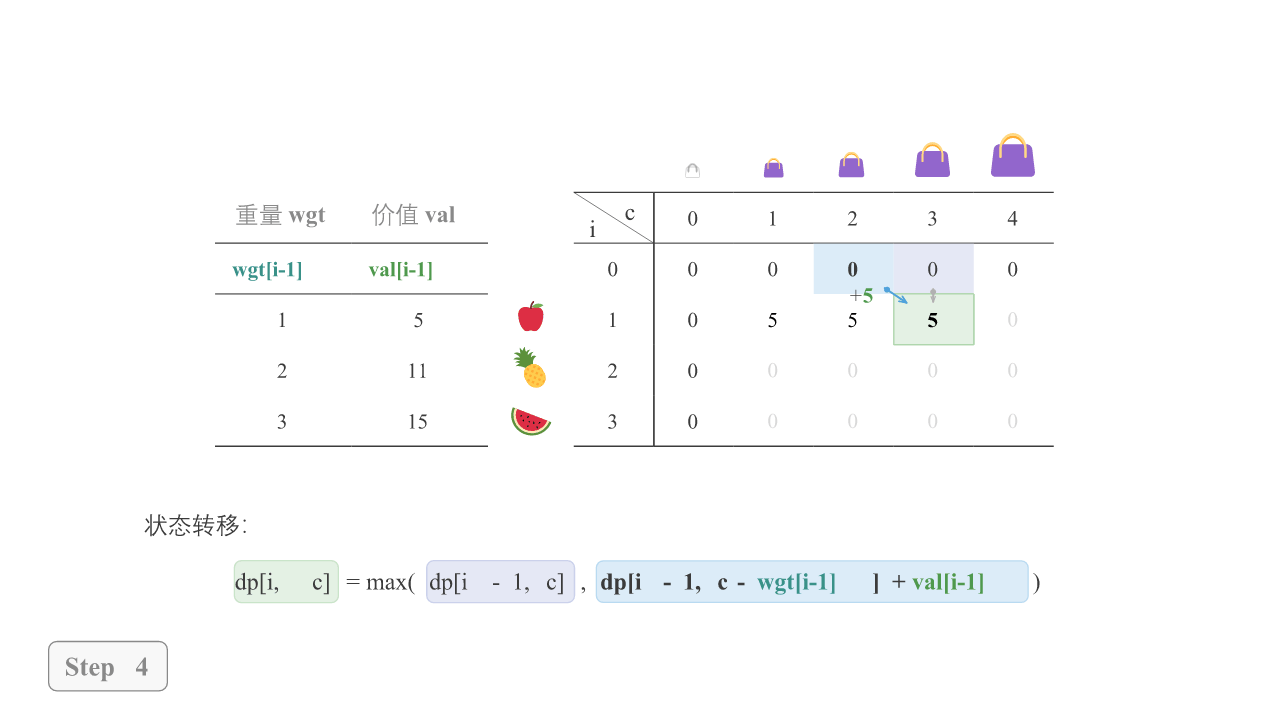 重量 wgt 价值 val
wgt[i-1] val[i-1]
1 5
2 11
3 15
c
i
0 1 2 3 4
0 0 0 0 0 0
+5
1 0 5 5 5 0
2 0 0 0 0 0
3 0 0 0 0 0
状态转移:
dp[i, c] = max( dp[i - 1, c] , dp[i - 1, c - wgt[i-1] ] + val[i-1] )
Step 4